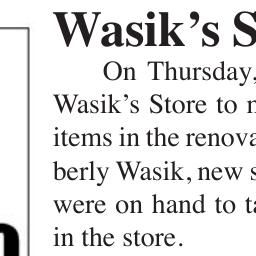 Wasik's S
On Thursday,
Wasik's Store to
items in the renova
berly Wasik, new s
were on hand to ta
in the store.